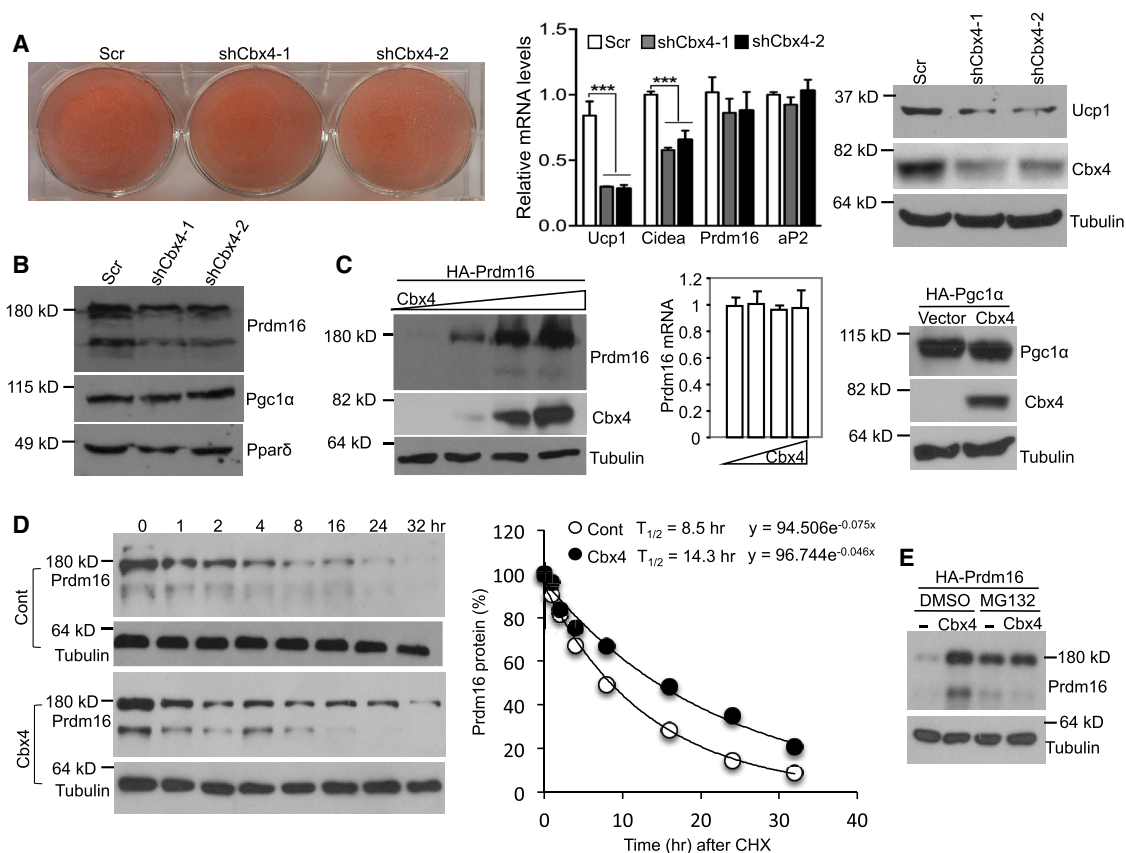 A
Scr shCbx4-1 shCbx4-2
Relative mRNA levels
Scr shCbx4-1 shCbx4-2
*** ***
1.5
1.0
0.5
0.0
Ucp1 Cidea Prdm16 aP2
Scr shCbx4-1 shCbx4-2
37 kD Ucp1
82 kD Cbx4
64 kD
Tubulin
B
Scr shCbx4-1 shCbx4-2
180 kD Prdm16
115 kD Pgc1α
49 kD Pparδ
C
HA-Prdm16
Cbx4
180 kD Prdm16
82 kD Cbx4
64 kD
Tubulin
Prdm16 mRNA
1.2
1
0.8
0.6
0.4
0.2
0
Cbx4
HA-Pgc1α
Vector Cbx4
115 kD Pgc1α
82 kD Cbx4
64 kD
Tubulin
D
0 1 2 4 8 16 24 32 hr
Cont
180 kD
Prdm16
64 kD
Tubulin
Cbx4
180 kD
Prdm16
64 kD
Tubulin
Prdm16 protein (%)
120
100
80
60
40
20
0
Cont T1/2 = 8.5 hr y = 94.506e-0.075x
Cbx4 T1/2 = 14.3 hr y = 96.744e-0.046x
0 10 20 30 40
Time (hr) after CHX
E
HA-Prdm16
DMSO MG132
– Cbx4 – Cbx4
180 kD
Prdm16
64 kD
Tubulin